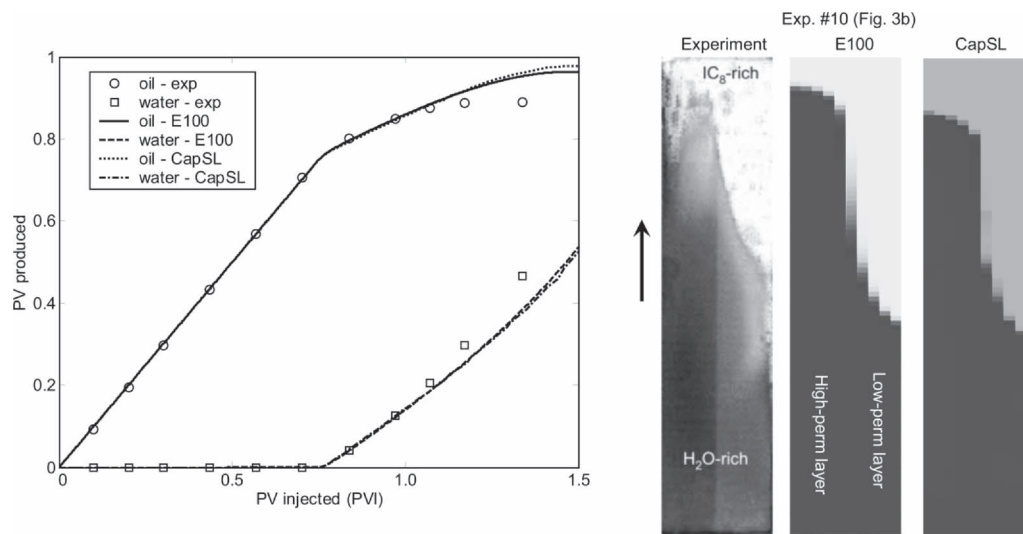 Exp. #10 (Fig. 3b)
Experiment
E100
CapSL
1
0.8
0.6
0.4
0.2
0
PV produced
oil - exp
water - exp
oil - E100
water - E100
oil - CapSL
water - CapSL
0
0.5
1.0
1.5
PV injected (PVI)
IC8-rich
H2O-rich
High-perm layer
Low-perm layer